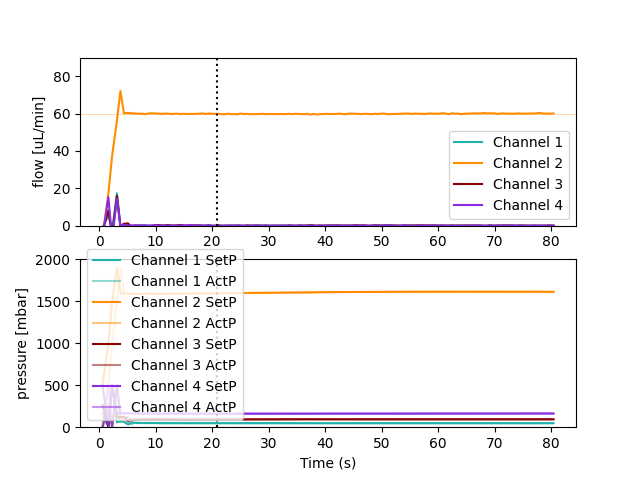 flow [uL/min]
80
60
40
20
0
Channel 1
Channel 2
Channel 3
Channel 4
0 10 20 30 40 50 60 70 80
pressure [mbar]
2000
1500
1000
500
0
Channel 1 SetP
Channel 1 ActP
Channel 2 SetP
Channel 2 ActP
Channel 3 SetP
Channel 3 ActP
Channel 4 SetP
Channel 4 ActP
0 10 20 30 40 50 60 70 80
Time (s)